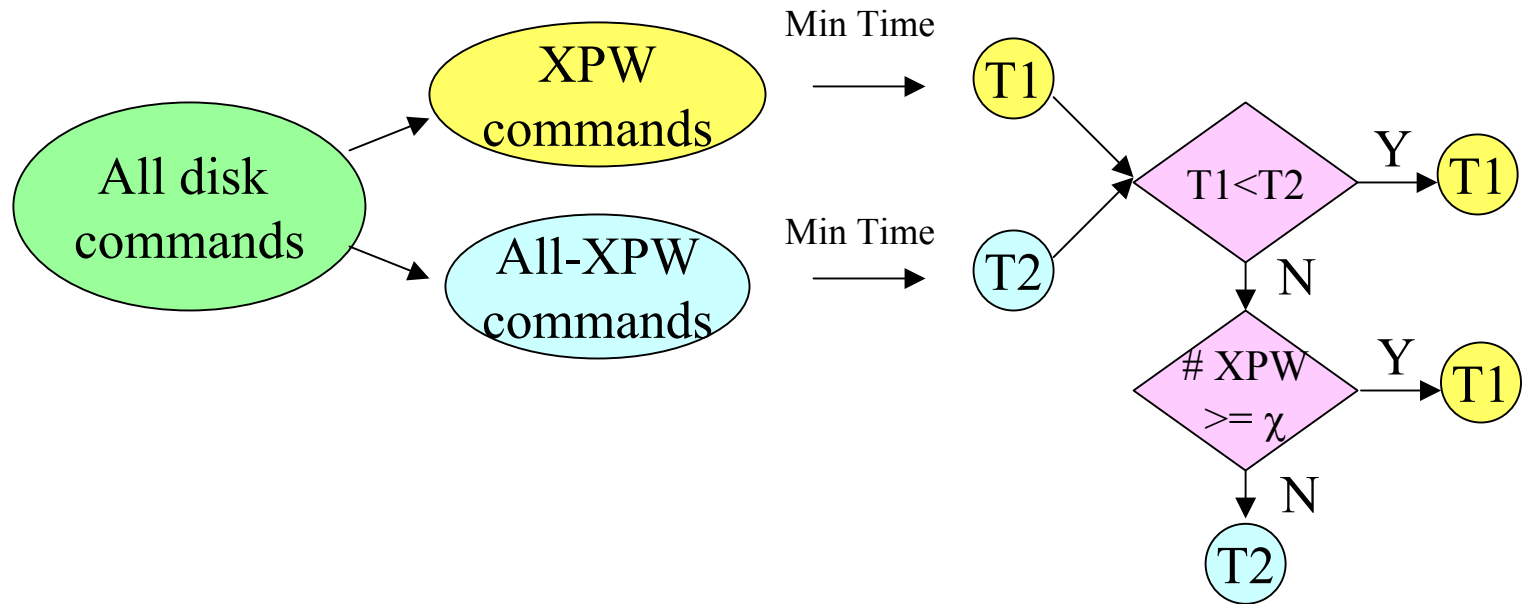 All disk
commands
XPW
commands
All-XPW
commands
Min Time
Min Time
T1
T2
T1<T2
Y
T1
N
# XPW
>= χ
Y
T1
N
T2